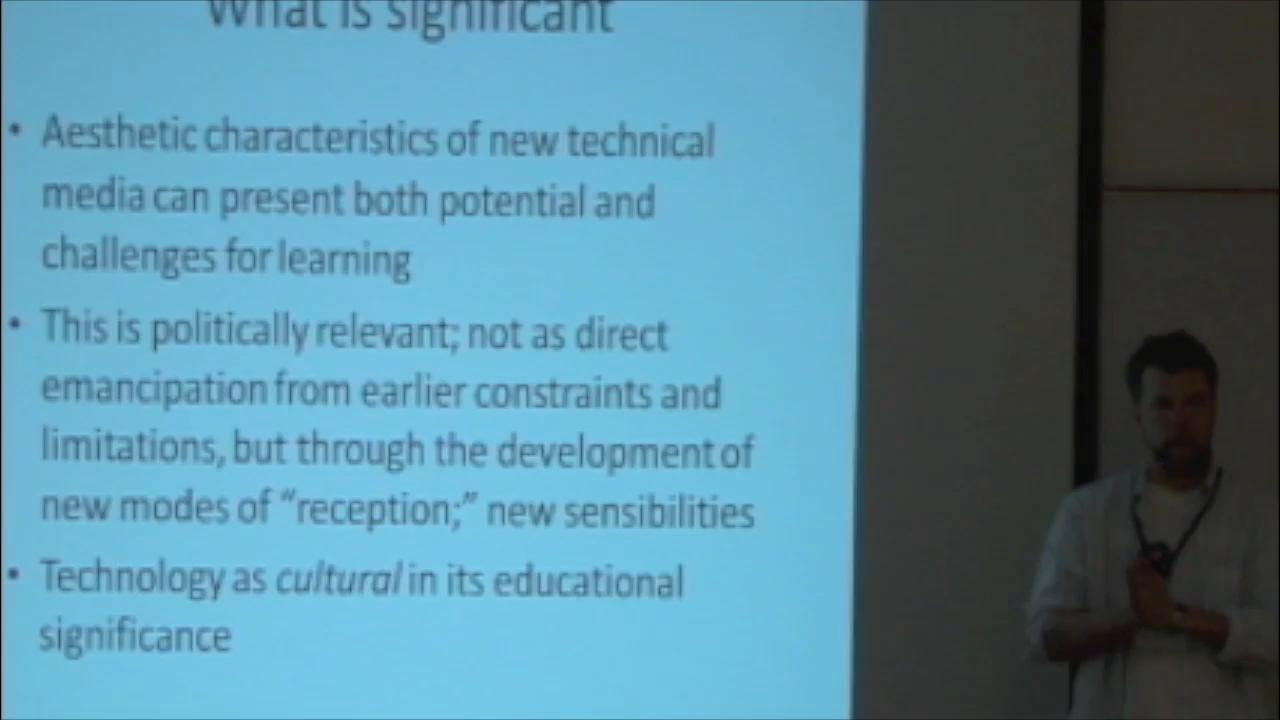 What is significant
• Aesthetic characteristics of new technical
media can present both potential and
challenges for learning
• This is politically relevant; not as direct
emancipation from earlier constraints and
limitations, but through the development of
new modes of “reception;” new sensibilities
• Technology as cultural in its educational
significance